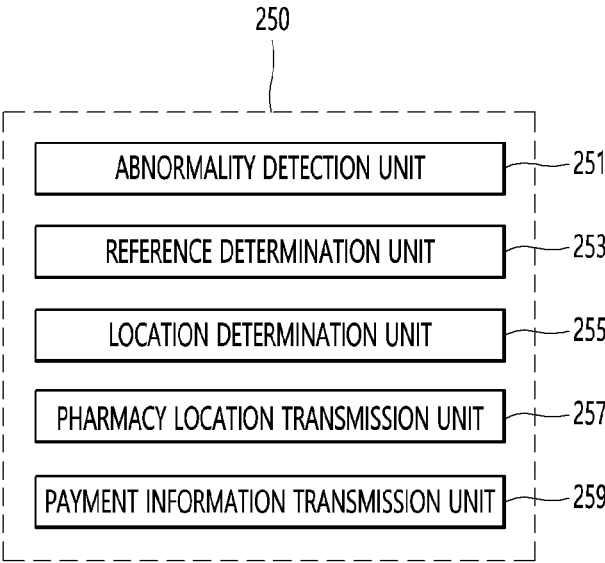 250
ABNORMALITY DETECTION UNIT 251
REFERENCE DETERMINATION UNIT 253
LOCATION DETERMINATION UNIT 255
PHARMACY LOCATION TRANSMISSION UNIT 257
PAYMENT INFORMATION TRANSMISSION UNIT 259